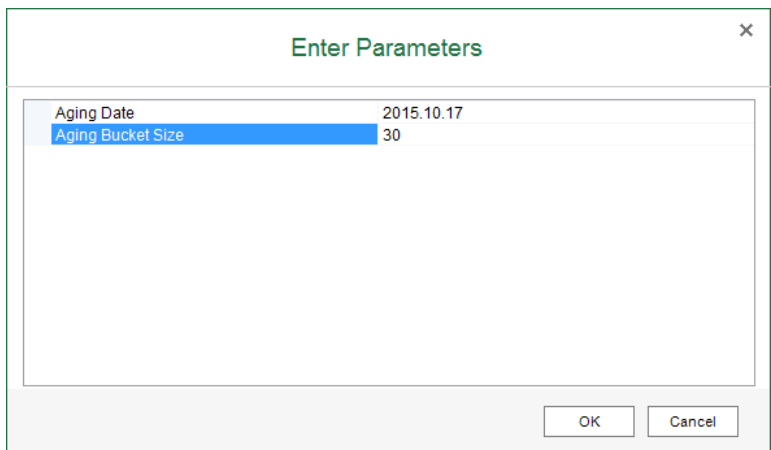 Enter Parameters
Aging Date 2015.10.17
Aging Bucket Size 30
OK Cancel